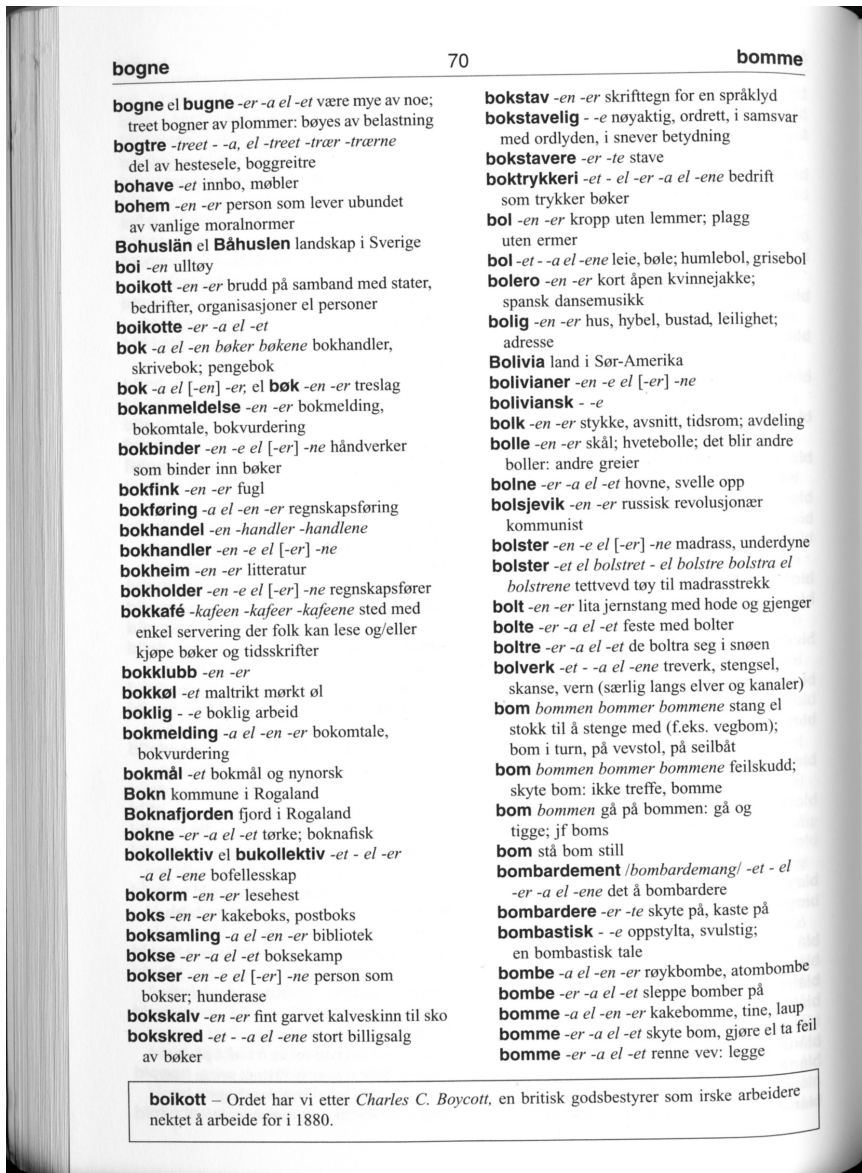 bogne
70
bomme
bogne el bugne -er -a el -et være mye av noe;
treet bogner av plommer: bøyes av belastning
bogtre -treet - -a, el -treet -trær -trærne
del av hestesele, boggreitre
bohave -et innbo, møbler
bohem -en -er person som lever ubundet
av vanlige moralnormer
Bohuslän el Båhuslen landskap i Sverige
boi -en ulltøy
boikott -en -er brudd på samband med stater,
bedrifter, organisasjoner el personer
boikotte -er -a el -et
bok -a el -en bøker bøkene bokhandler,
skrivebok; pengebok
bok -a el [-en] -er, el bøk -en -er treslag
bokanmeldelse -en -er bokmelding,
bokomtale, bokvurdering
bokbinder -en -e el [-er] -ne håndverker
som binder inn bøker
bokfink -en -er fugl
bokføring -a el -en -er regnskapsføring
bokhandel -en -handler -handlene
bokhandler -en -e el [-er] -ne
bokheim -en -er litteratur
bokholder -en -e el [-er] -ne regnskapsfører
bokkafé -kafeen -kafeer -kafeene sted med
enkel servering der folk kan lese og/eller
kjøpe bøker og tidsskrifter
bokklubb -en -er
bokkøl -et maltrikt mørkt øl
boklig - -e boklig arbeid
bokmelding -a el -en -er bokomtale,
bokvurdering
bokmål -et bokmål og nynorsk
Bokn kommune i Rogaland
Boknafjorden fjord i Rogaland
bokne -er -a el -et tørke; boknafisk
bokollektiv el bukollektiv -et - el -er
-a el -ene bofellesskap
bokorm -en -er lesehest
boks -en -er kakeboks, postboks
boksamling -a el -en -er bibliotek
bokse -er -a el -et boksekamp
bokser -en -e el [-er] -ne person som
bokser; hunderase
bokskalv -en -er fint garvet kalveskinn til sko
bokskred -et - -a el -ene stort billigsalg
av bøker
bokstav -en -er skrifttegn for en språklyd
bokstavelig - -e nøyaktig, ordrett, i samsvar
med ordlyden, i snever betydning
bokstavere -er -te stave
boktrykkeri -et - el -er -a el -ene bedrift
som trykker bøker
bol -en -er kropp uten lemmer; plagg
uten ermer
bol -et - -a el -ene leie, bøle; humlebol, grisebol
bolero -en -er kort åpen kvinnejakke;
spansk dansemusikk
bolig -en -er hus, hybel, bustad, leilighet;
adresse
Bolivia land i Sør-Amerika
bolivianer -en -e el [-er] -ne
boliviansk - -e
bolk -en -er stykke, avsnitt, tidsrom; avdeling
bolle -en -er skål; hvetebolle; det blir andre
boller: andre greier
bolne -er -a el -et hovne, svelle opp
bolsjevik -en -er russisk revolusjonær
kommunist
bolster -en -e el [-er] -ne madrass, underdyne
bolster -et el bolstret - el bolstre bolstra el
bolstrene tettvevd tøy til madrasstrekk
bolt -en -er lita jernstang med hode og gjenger
bolte -er -a el -et feste med bolter
boltre -er -a el -et de boltra seg i snøen
bolverk -et - -a el -ene treverk, stengsel,
skanse, vern (særlig langs elver og kanaler)
bom bommen bommer bommene stang el
stokk til å stenge med (f.eks. vegbom);
bom i turn, på vevstol, på seilbåt
bom bommen bommer bommene feilskudd;
skyte bom: ikke treffe, bomme
bom bommen gå på bommen: gå og
tigge; jf boms
bom stå bom still
bombardement /bombardemang/ -et - el
-er -a el -ene det å bombardere
bombardere -er -te skyte på, kaste på
bombastisk - -e oppstylta, svulstig;
en bombastisk tale
bombe -a el -en -er røykbombe, atombombe
bombe -er -a el -et sleppe bomber på
bomme -a el -en -er kakebomme, tine, laup
bomme -er -a el -et skyte bom, gjøre el ta feil
bomme -er -a el -et renne vev: legge
boikott – Ordet har vi etter Charles C. Boycott, en britisk godsbestyrer som irske arbeidere
nektet å arbeide for i 1880.